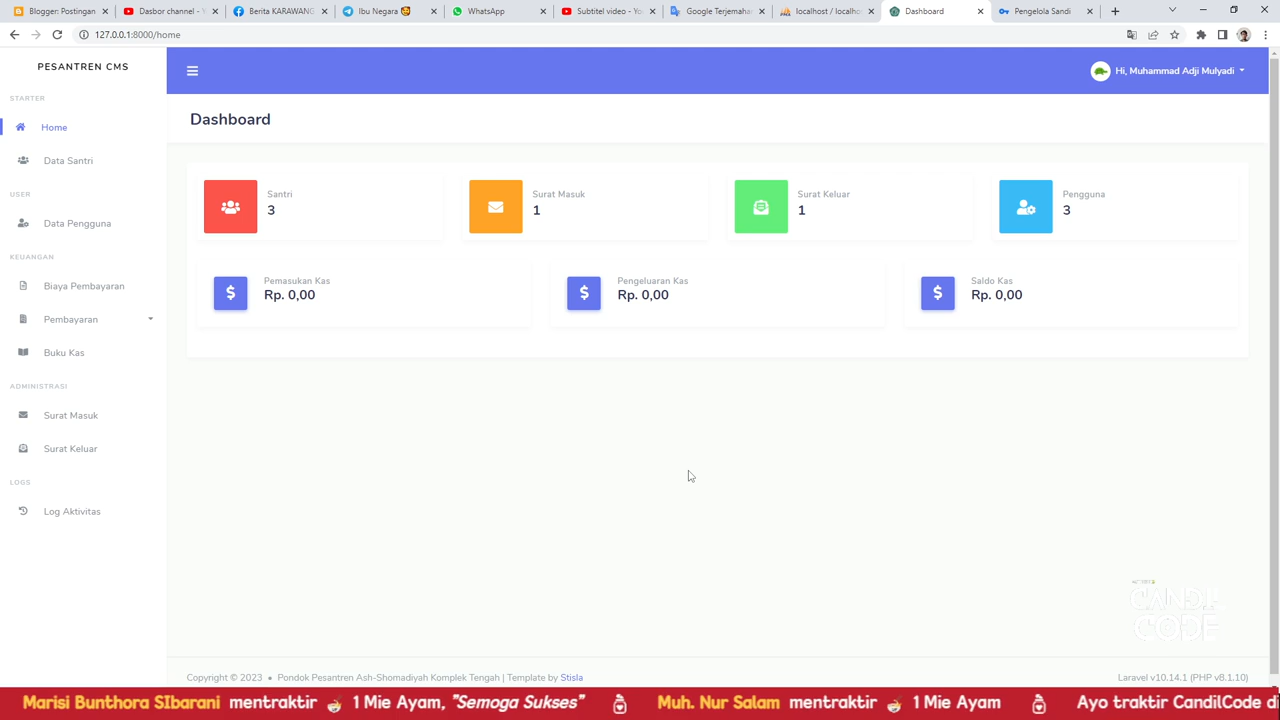 Blogger: Postingan
Dasbor channel - Y
Berita KARAWANG
Ibu Negara
WhatsApp
Subtitel video - Yo
Google Terjemaha
localhost / localho
Dashboard
Pengelola Sandi
127.0.0.1:8000/home
PESANTREN CMS
Hi, Muhammad Adji Mulyadi
STARTER
Home
Data Santri
USER
Data Pengguna
KEUANGAN
Biaya Pembayaran
Pembayaran
Buku Kas
ADMINISTRASI
Surat Masuk
Surat Keluar
LOGS
Log Aktivitas
Dashboard
Santri
3
Surat Masuk
1
Surat Keluar
1
Pengguna
3
Pemasukan Kas
Rp. 0,00
Pengeluaran Kas
Rp. 0,00
Saldo Kas
Rp. 0,00
CANDIL
CODE
Copyright © 2023 • Pondok Pesantren Ash-Shomadiyah Komplek Tengah | Template by Stisla
Laravel v10.14.1 (PHP v8.1.10)
Marisi Bunthora SIbarani mentraktir 1 Mie Ayam, "Semoga Sukses" Muh. Nur Salam mentraktir 1 Mie Ayam Ayo traktir CandilCode di